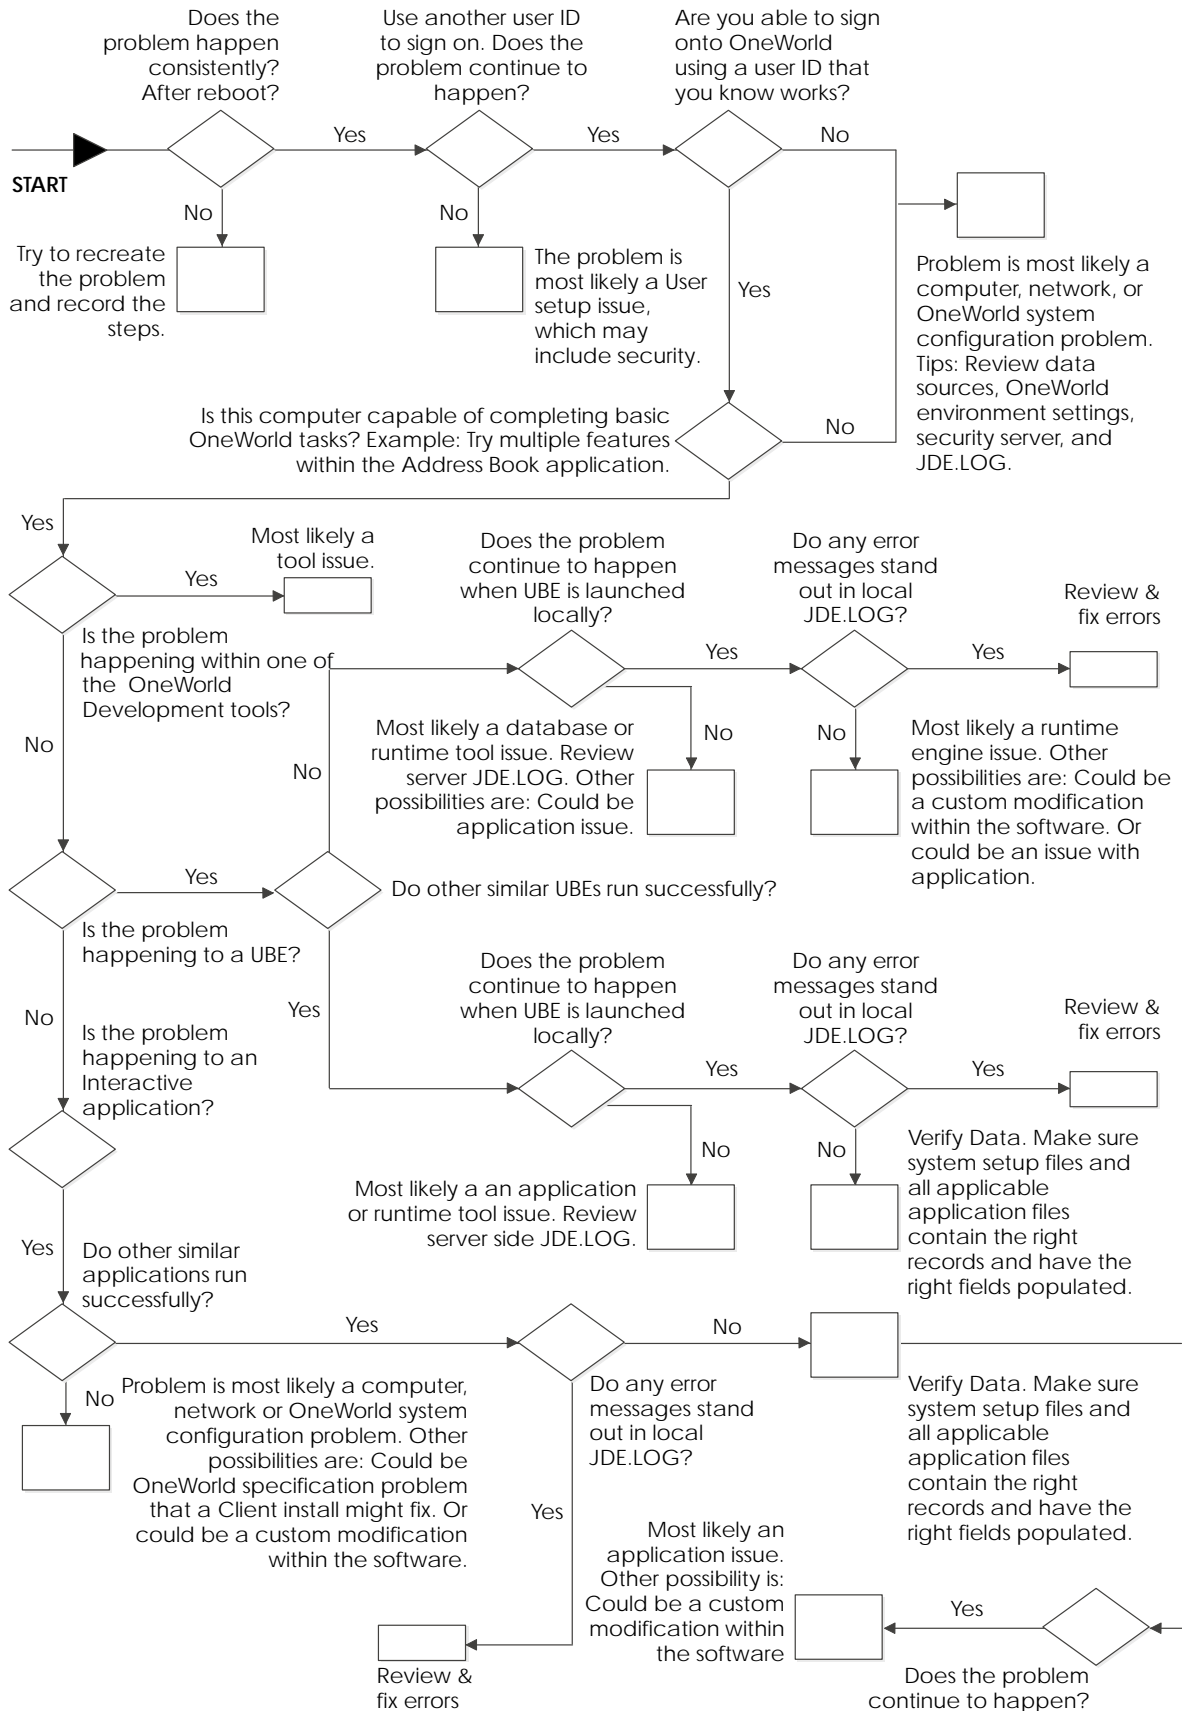 Does the
problem happen
consistently?
After reboot?
Use another user ID
to sign on. Does the
problem continue to
happen?
Are you able to sign
onto OneWorld
using a user ID that
you know works?
START
Yes
Yes
No
No
Try to recreate
the problem
and record the
steps.
No
The problem is
most likely a User
setup issue,
which may
include security.
Yes
Problem is most likely a
computer, network, or
OneWorld system
configuration problem.
Tips: Review data
sources, OneWorld
environment settings,
security server, and
JDE.LOG.
Is this computer capable of completing basic
OneWorld tasks? Example: Try multiple features
within the Address Book application.
No
Yes
Yes
Most likely a
tool issue.
Is the problem
happening within one of
the OneWorld
Development tools?
No
Does the problem
continue to happen
when UBE is launched
locally?
Do any error
messages stand
out in local
JDE.LOG?
Review &
fix errors
Yes
Yes
No
Most likely a database or
runtime tool issue. Review
server JDE.LOG. Other
possibilities are: Could be
application issue.
No
No
Most likely a runtime
engine issue. Other
possibilities are: Could be
a custom modification
within the software. Or
could be an issue with
application.
Yes
Do other similar UBEs run successfully?
Is the problem
happening to a UBE?
No
Yes
Does the problem
continue to happen
when UBE is launched
locally?
Do any error
messages stand
out in local
JDE.LOG?
Review &
fix errors
Yes
Yes
Is the problem
happening to an
Interactive
application?
No
Most likely a an application
or runtime tool issue. Review
server side JDE.LOG.
No
Verify Data. Make sure
system setup files and
all applicable
application files
contain the right
records and have the
right fields populated.
Yes
Do other similar
applications run
successfully?
Yes
No
No
Problem is most likely a computer,
network or OneWorld system
configuration problem. Other
possibilities are: Could be
OneWorld specification problem
that a Client install might fix. Or
could be a custom modification
within the software.
Do any error
messages stand
out in local
JDE.LOG?
Yes
Verify Data. Make sure
system setup files and
all applicable
application files
contain the right
records and have the
right fields populated.
Most likely an
application issue.
Other possibility is:
Could be a custom
modification within
the software
Yes
Does the problem
continue to happen?
Review &
fix errors